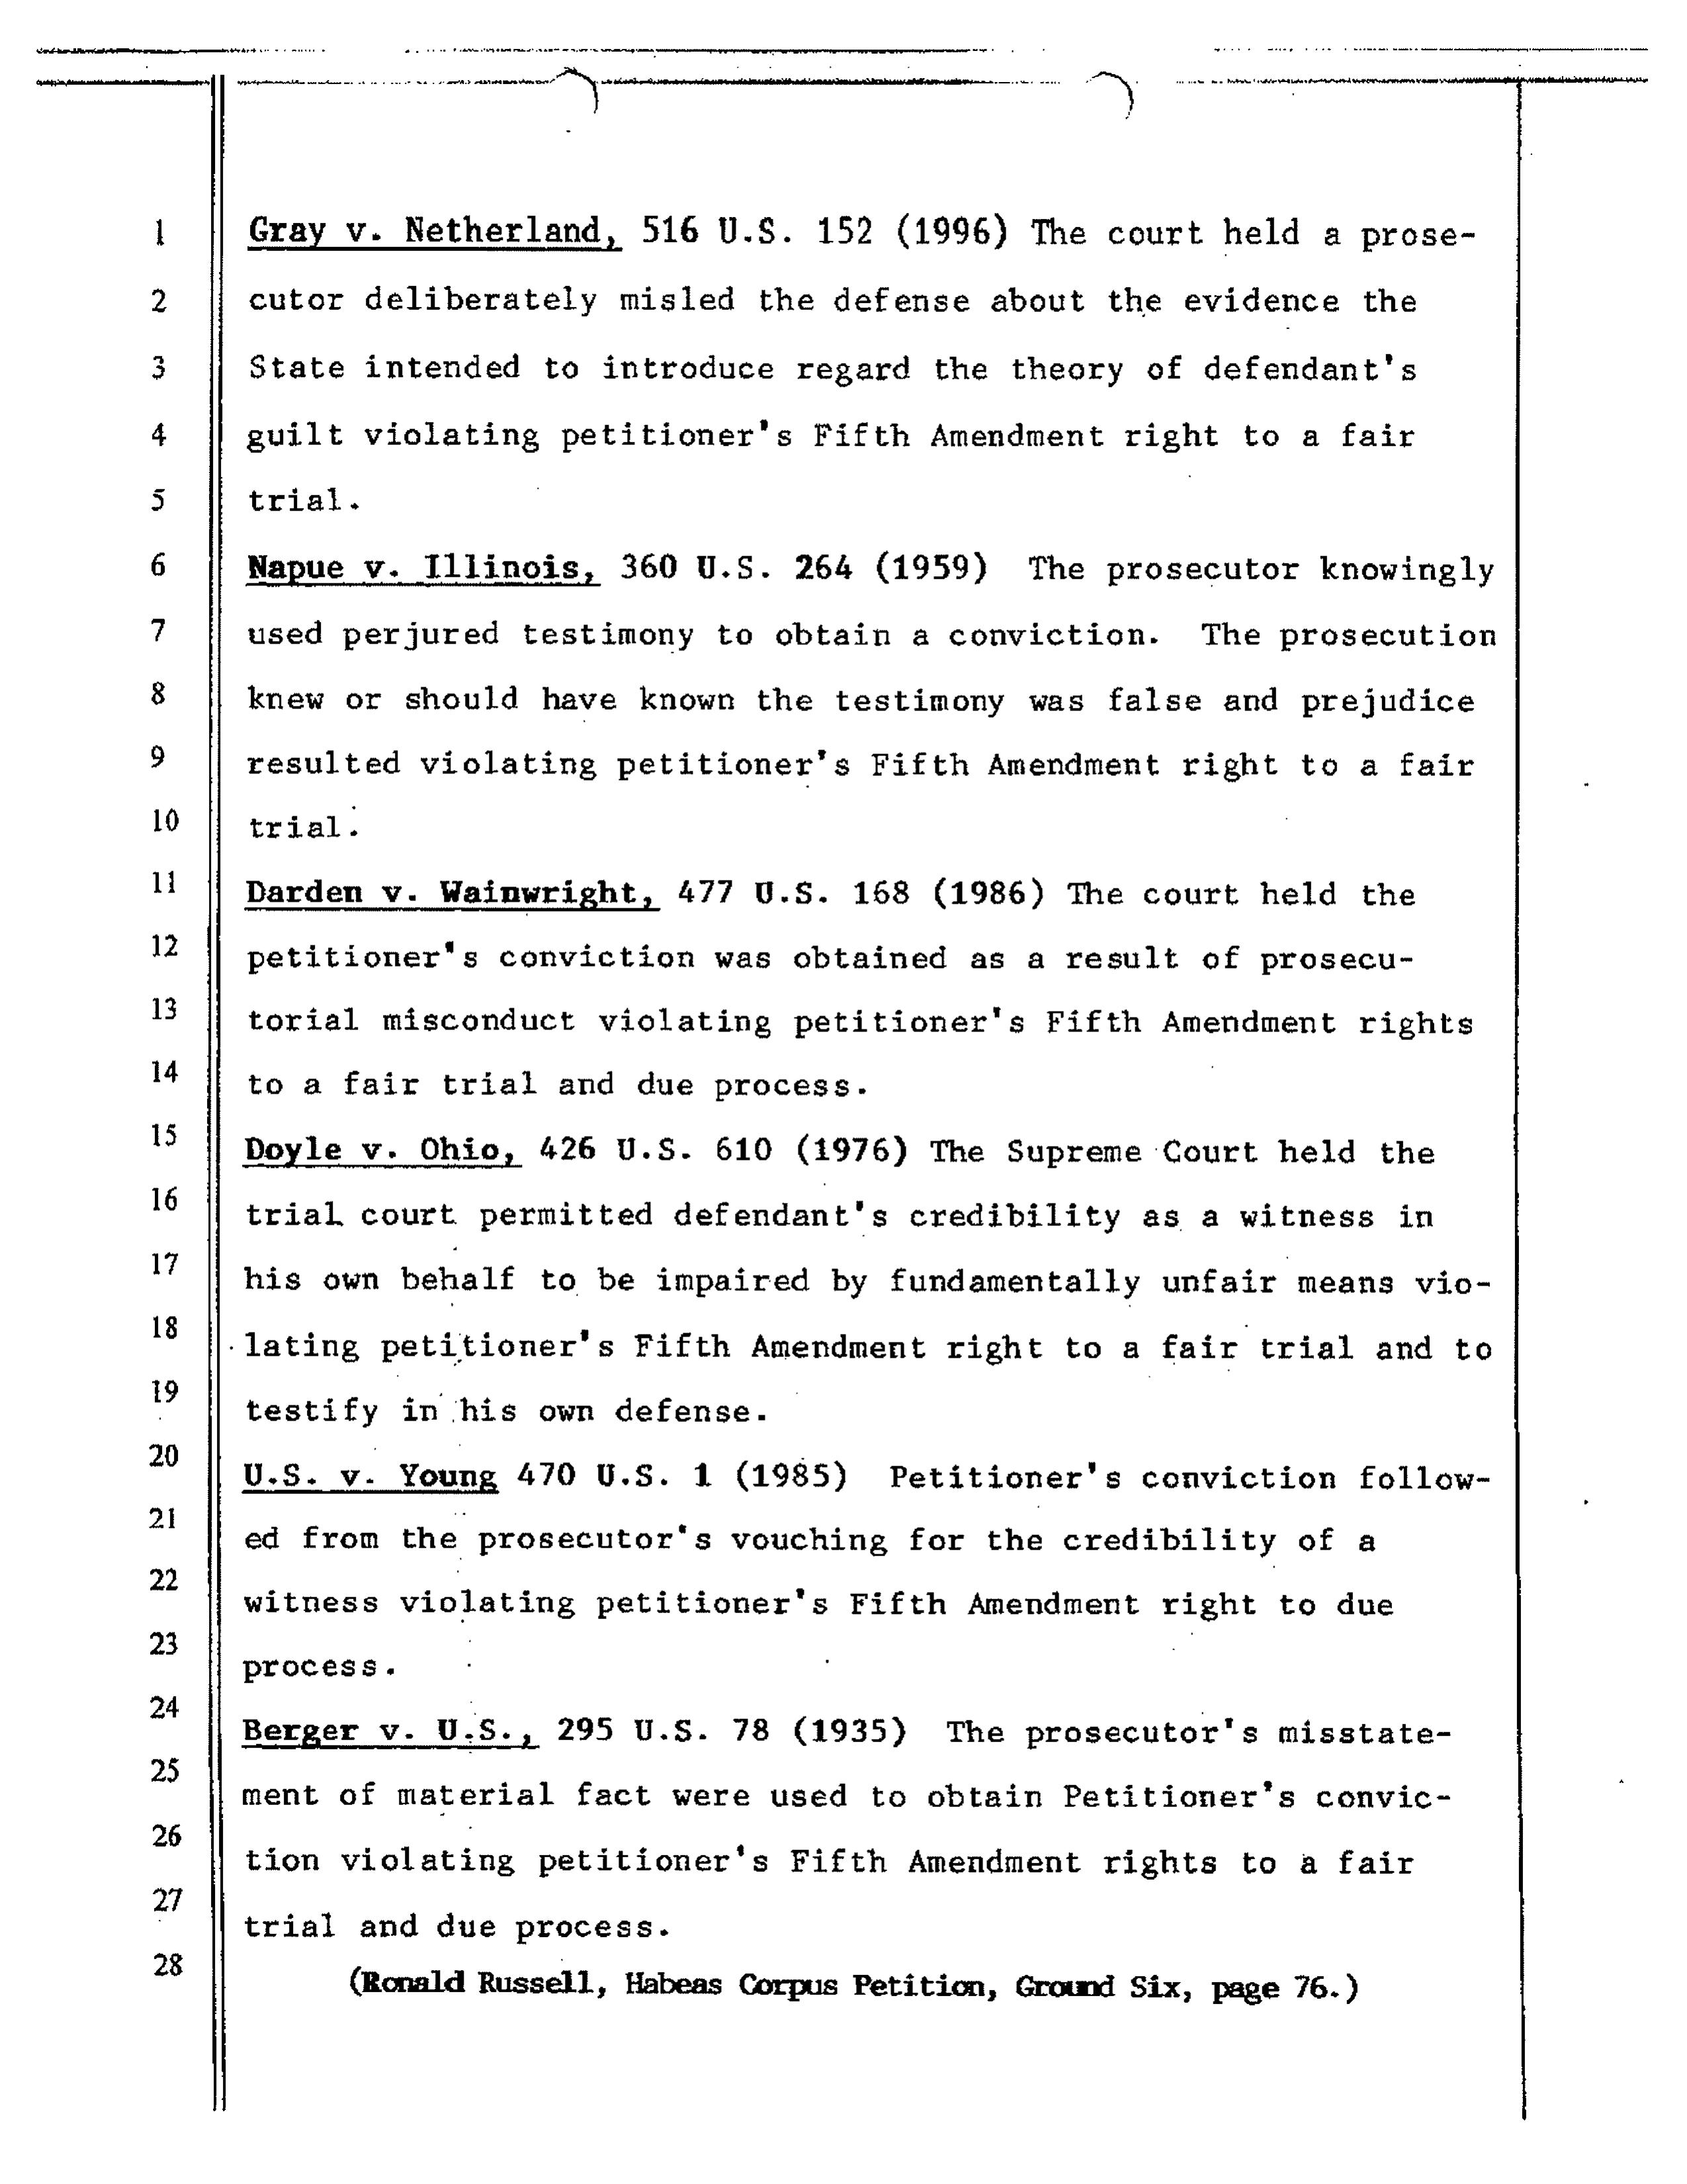 1 Gray v. Netherland, 516 U.S. 152 (1996) The court held a prose-
2 cutor deliberately misled the defense about the evidence the
3 State intended to introduce regard the theory of defendant's
4 guilt violating petitioner's Fifth Amendment right to a fair
5 trial.
6 Napue v. Illinois, 360 U.S. 264 (1959) The prosecutor knowingly
7 used perjured testimony to obtain a conviction. The prosecution
8 knew or should have known the testimony was false and prejudice
9 resulted violating petitioner's Fifth Amendment right to a fair
10 trial.
11 Darden v. Wainwright, 477 U.S. 168 (1986) The court held the
12 petitioner's conviction was obtained as a result of prosecu-
13 torial misconduct violating petitioner's Fifth Amendment rights
14 to a fair trial and due process.
15 Doyle v. Ohio, 426 U.S. 610 (1976) The Supreme Court held the
16 trial court permitted defendant's credibility as a witness in
17 his own behalf to be impaired by fundamentally unfair means vio-
18 lating petitioner's Fifth Amendment right to a fair trial and to
19 testify in his own defense.
20 U.S. v. Young 470 U.S. 1 (1985) Petitioner's conviction follow-
21 ed from the prosecutor's vouching for the credibility of a
22 witness violating petitioner's Fifth Amendment right to due
23 process.
24 Berger v. U.S., 295 U.S. 78 (1935) The prosecutor's misstate-
25 ment of material fact were used to obtain Petitioner's convic-
26 tion violating petitioner's Fifth Amendment rights to a fair
27 trial and due process.
28 (Ronald Russell, Habeas Corpus Petition, Ground Six, page 76.)